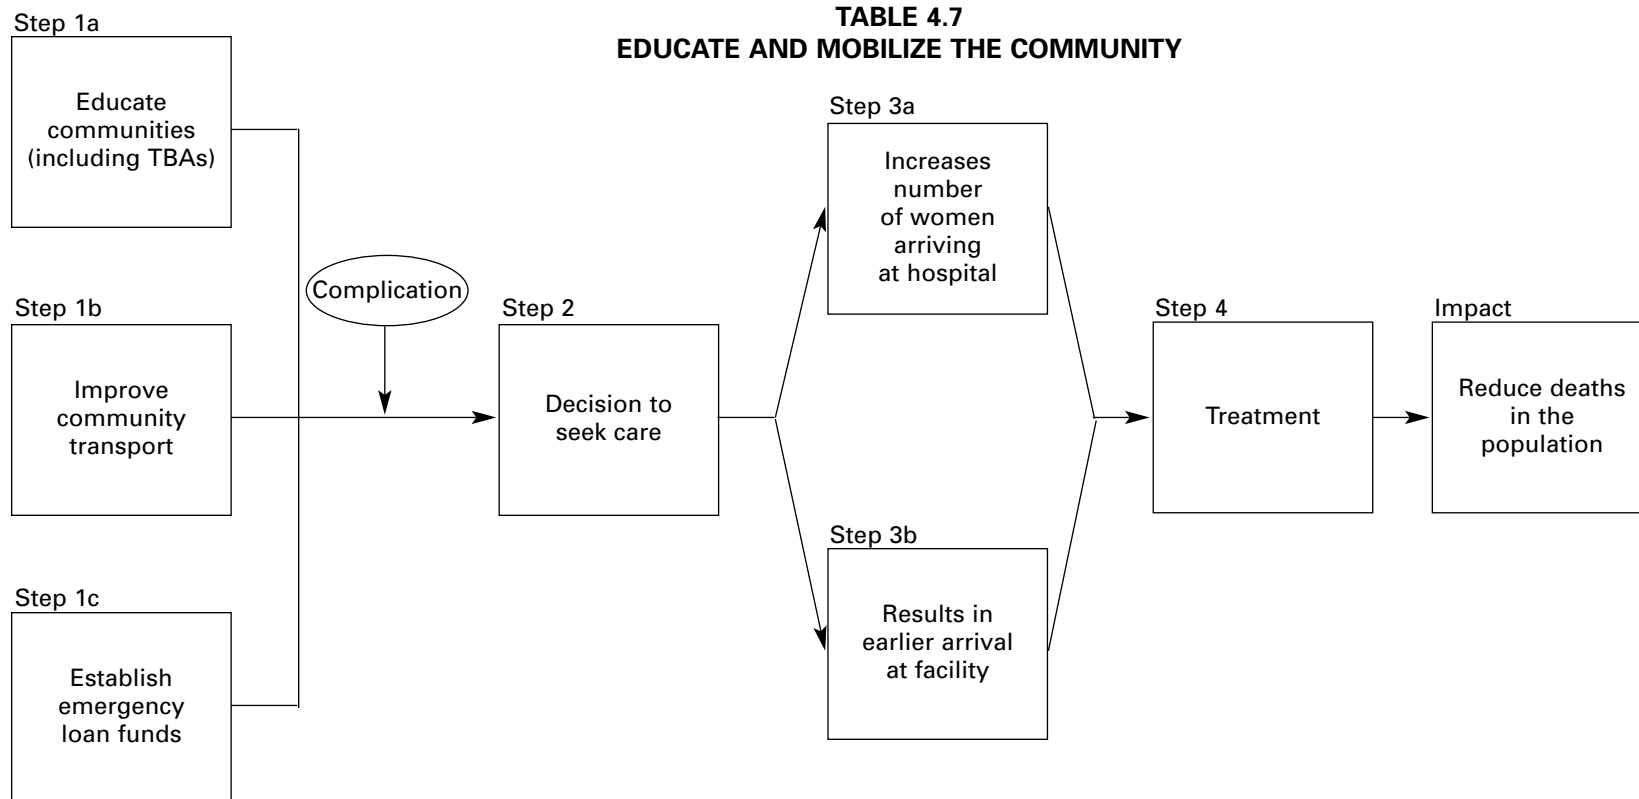 TABLE 4.7
EDUCATE AND MOBILIZE THE COMMUNITY
Step 1a
Educate
communities
(including TBAs)
Step 1b
Improve
community
transport
Step 1c
Establish
emergency
loan funds
Complication
Step 2
Decision to
seek care
Step 3a
Increases
number
of women
arriving
at hospital
Step 3b
Results in
earlier arrival
at facility
Step 4
Treatment
Impact
Reduce deaths
in the
population